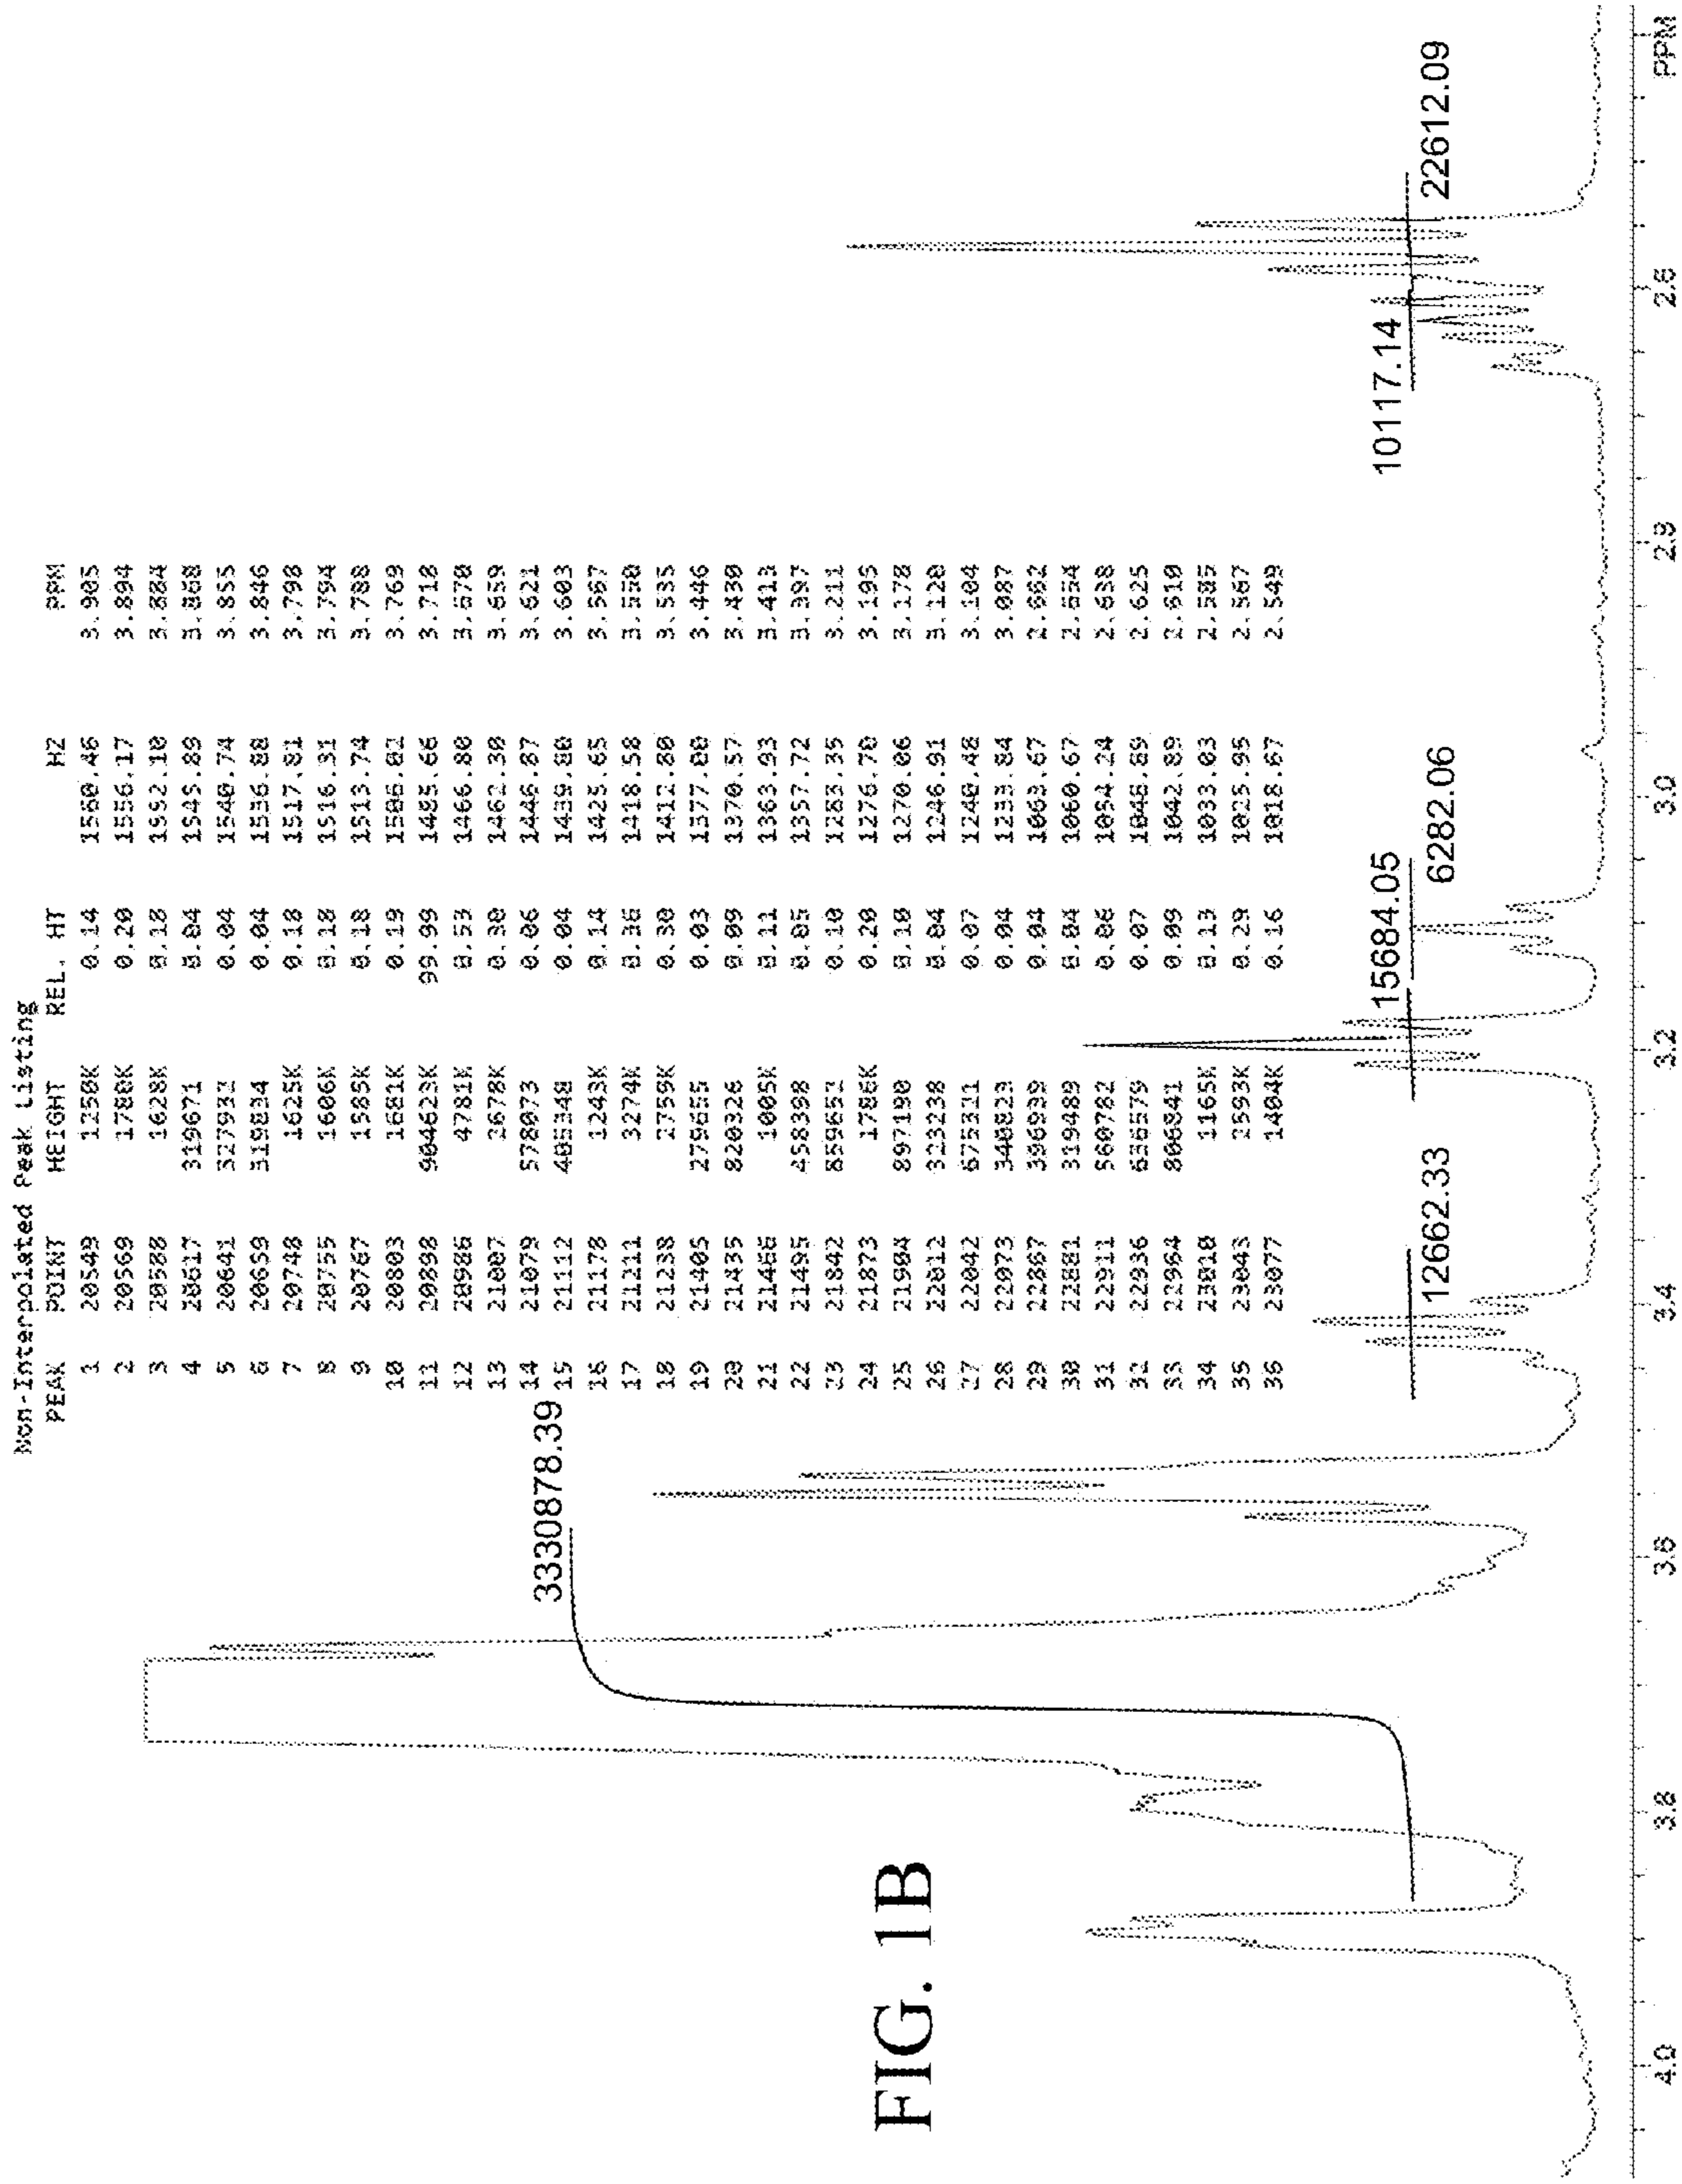 Non-Interpolated Peak Listing
PEAK POINT HEIGHT REL. HT HZ PPM
1 20549 1250K 0.14 1560.46 3.905
2 20569 1780K 0.20 1556.17 3.894
3 20588 1628K 0.18 1552.10 3.884
4 20617 319671 0.04 1545.89 3.868
5 20641 327932 0.04 1540.74 3.855
6 20659 319834 0.04 1536.88 3.846
7 20748 1625K 0.18 1517.81 3.798
8 20755 1606K 0.18 1516.31 3.794
9 20767 1585K 0.18 1513.74 3.788
10 20803 1681K 0.19 1506.02 3.769
11 20898 904623K 99.99 1485.66 3.718
12 20986 4781K 0.53 1466.80 3.670
13 21007 2678K 0.30 1462.30 3.659
14 21079 578073 0.06 1446.87 3.621
15 21112 405348 0.04 1439.80 3.603
16 21178 1243K 0.14 1425.65 3.567
17 21211 3274K 0.36 1418.58 3.550
18 21238 2759K 0.30 1412.80 3.535
19 21405 279655 0.03 1377.00 3.446
20 21435 820326 0.09 1370.57 3.430
21 21466 1005K 0.11 1363.93 3.413
22 21495 458398 0.05 1357.72 3.397
23 21842 859652 0.10 1283.35 3.211
24 21873 1786K 0.20 1276.70 3.195
25 21904 897190 0.10 1270.06 3.178
26 22012 323238 0.04 1246.91 3.120
27 22042 675321 0.07 1240.48 3.104
28 22073 340823 0.04 1233.84 3.087
29 22867 396939 0.04 1063.67 2.662
30 22881 319489 0.04 1060.67 2.654
31 22911 560782 0.06 1054.24 2.638
32 22936 636579 0.07 1048.89 2.625
33 22964 806841 0.09 1042.89 2.610
34 23010 1165K 0.13 1033.03 2.585
35 23043 2593K 0.29 1025.95 2.567
36 23077 1404K 0.16 1018.67 2.549
3330878.39
FIG. 1B
12662.33
15684.05
6282.06
10117.14
22612.09
4.0 3.8 3.6 3.4 3.2 3.0 2.8 2.6 PPM